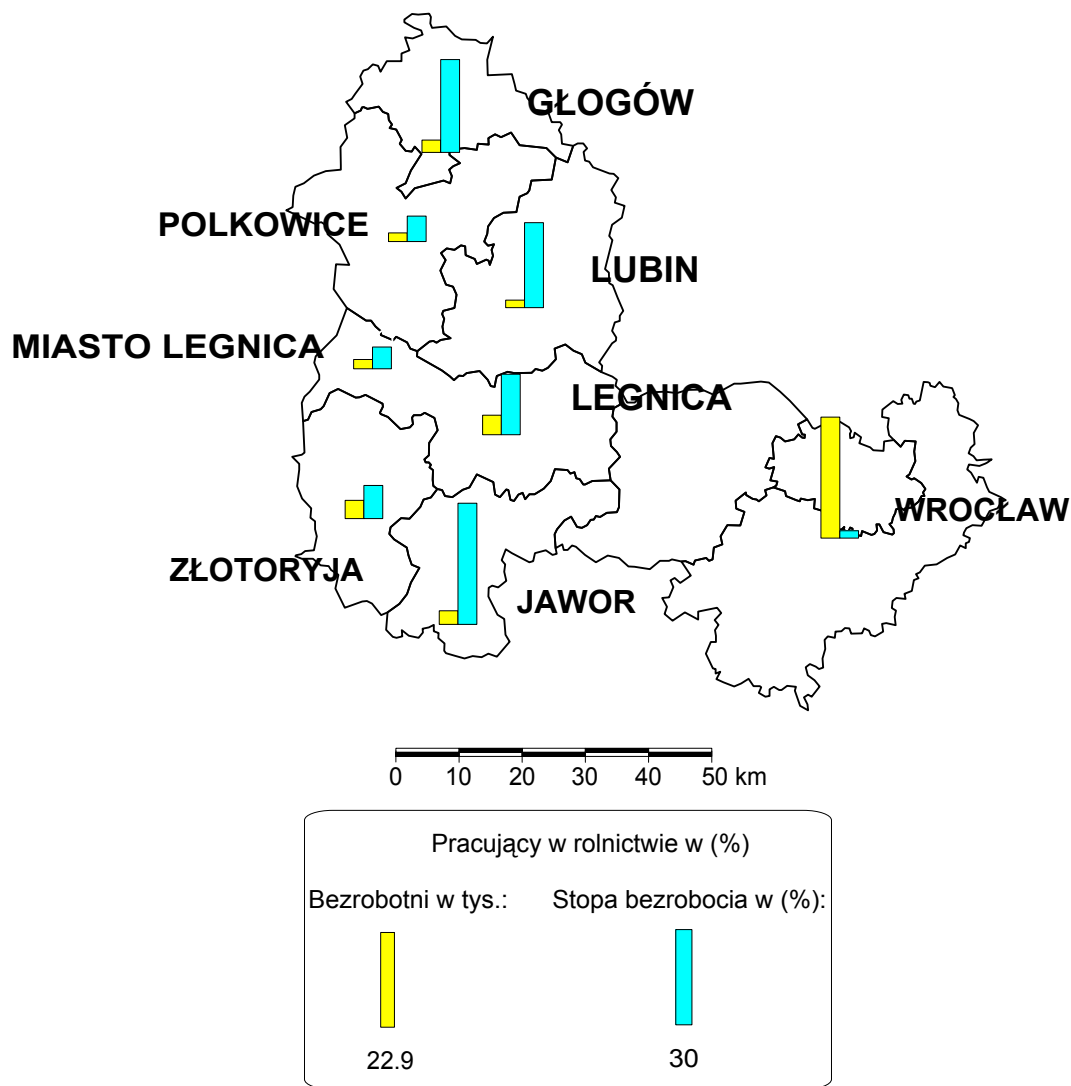 GŁOGÓW
POLKOWICE
LUBIN
MIASTO LEGNICA
LEGNICA
WROCŁAW
ZŁOTORYJA
JAWOR
0 10 20 30 40 50 km
Pracujący w rolnictwie w (%)
Bezrobotni w tys.: Stopa bezrobocia w (%):
22.9 30